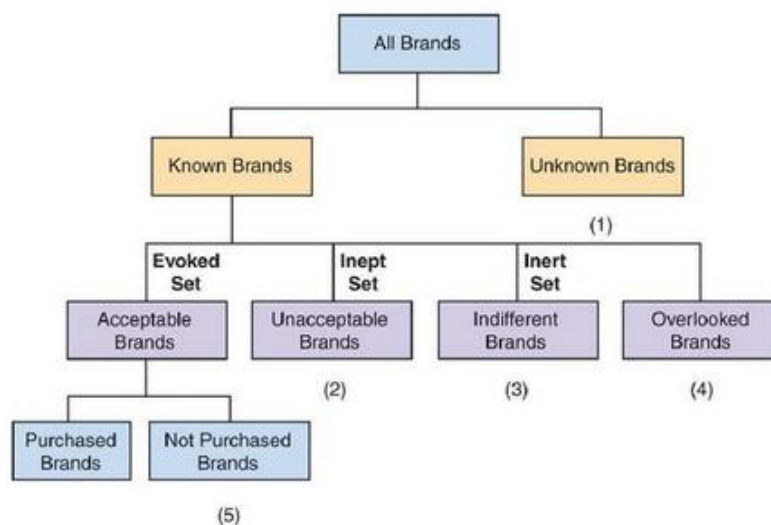 All Brands
Known Brands
Unknown Brands
(1)
Evoked
Set
Inept
Set
Inert
Set
Acceptable
Brands
Unacceptable
Brands
Indifferent
Brands
Overlooked
Brands
(2)
(3)
(4)
Purchased
Brands
Not Purchased
Brands
(5)